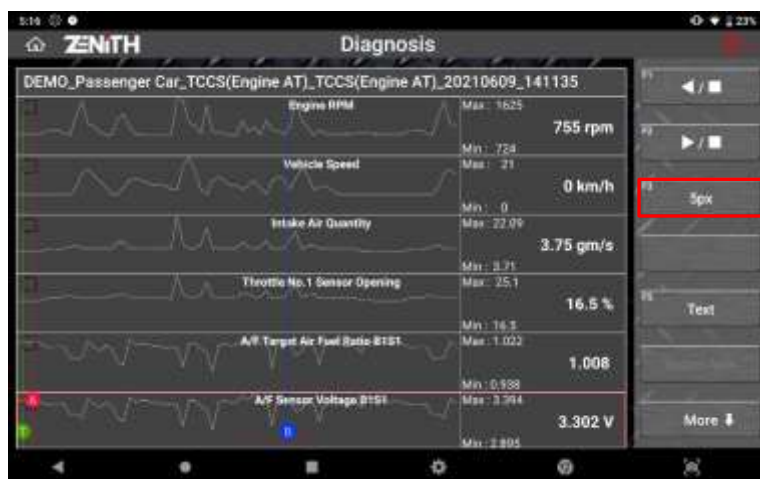 5:16 23%
ZENITH Diagnosis
DEMO_Passenger Car_TCCS(Engine AT)_TCCS(Engine AT)_20210609_141135
Engine RPM Max : 1625
755 rpm
Min : 724
Vehicle Speed Max : 21
0 km/h
Min : 0
Intake Air Quantity Max : 22.09
3.75 gm/s
Min : 3.71
Throttle No.1 Sensor Opening Max : 25.1
16.5 %
Min : 16.5
A/F Target Air Fuel Ratio B1S1 Max : 1.022
1.008
Min : 0.938
A/F Sensor Voltage B1S1 Max : 3.394
3.302 V
Min : 2.895
5px
Text
More